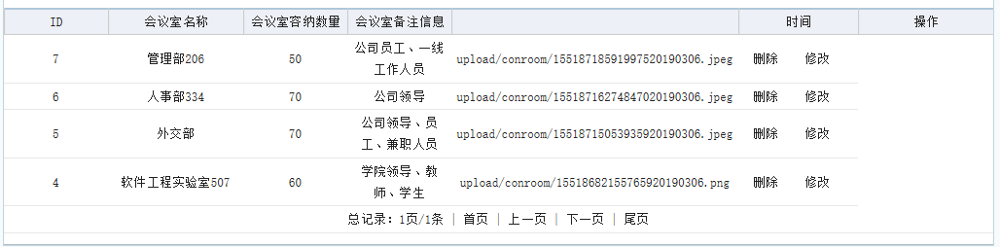 ID 会议室名称 会议室容纳数量 会议室备注信息 时间 操作
7 管理部206 50 公司员工、一线工作人员 upload/conroom/15518718591997520190306.jpeg 删除 修改
6 人事部334 70 公司领导 upload/conroom/15518716274847020190306.jpeg 删除 修改
5 外交部 70 公司领导、员工、兼职人员 upload/conroom/15518715053935920190306.jpeg 删除 修改
4 软件工程实验室507 60 学院领导、教师、学生 upload/conroom/15518682155765920190306.png 删除 修改
总记录：1页/1条 | 首页 | 上一页 | 下一页 | 尾页